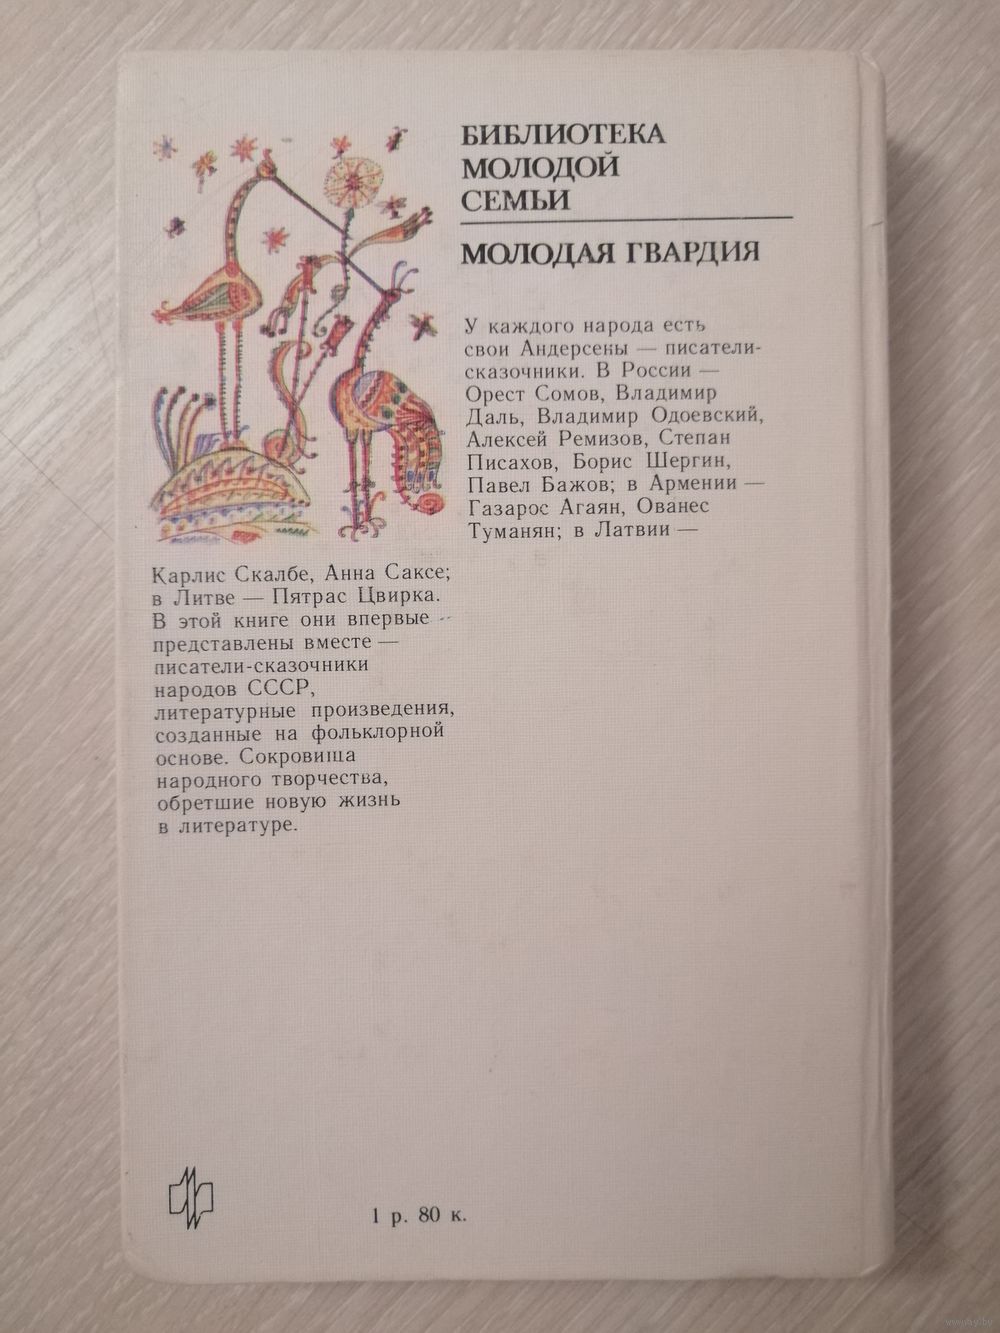 БИБЛИОТЕКА
МОЛОДОЙ
СЕМЬИ
МОЛОДАЯ ГВАРДИЯ
У каждого народа есть
свои Андерсены — писатели-
сказочники. В России —
Орест Сомов, Владимир
Даль, Владимир Одоевский,
Алексей Ремизов, Степан
Писахов, Борис Шергин,
Павел Бажов; в Армении —
Газарос Агаян, Ованес
Туманян; в Латвии —
Карлис Скалбе, Анна Саксе;
в Литве — Пятрас Цвирка.
В этой книге они впервые --
представлены вместе —
писатели-сказочники
народов СССР,
литературные произведения,
созданные на фольклорной
основе. Сокровища
народного творчества,
обретшие новую жизнь
в литературе.
1 р. 80 к.